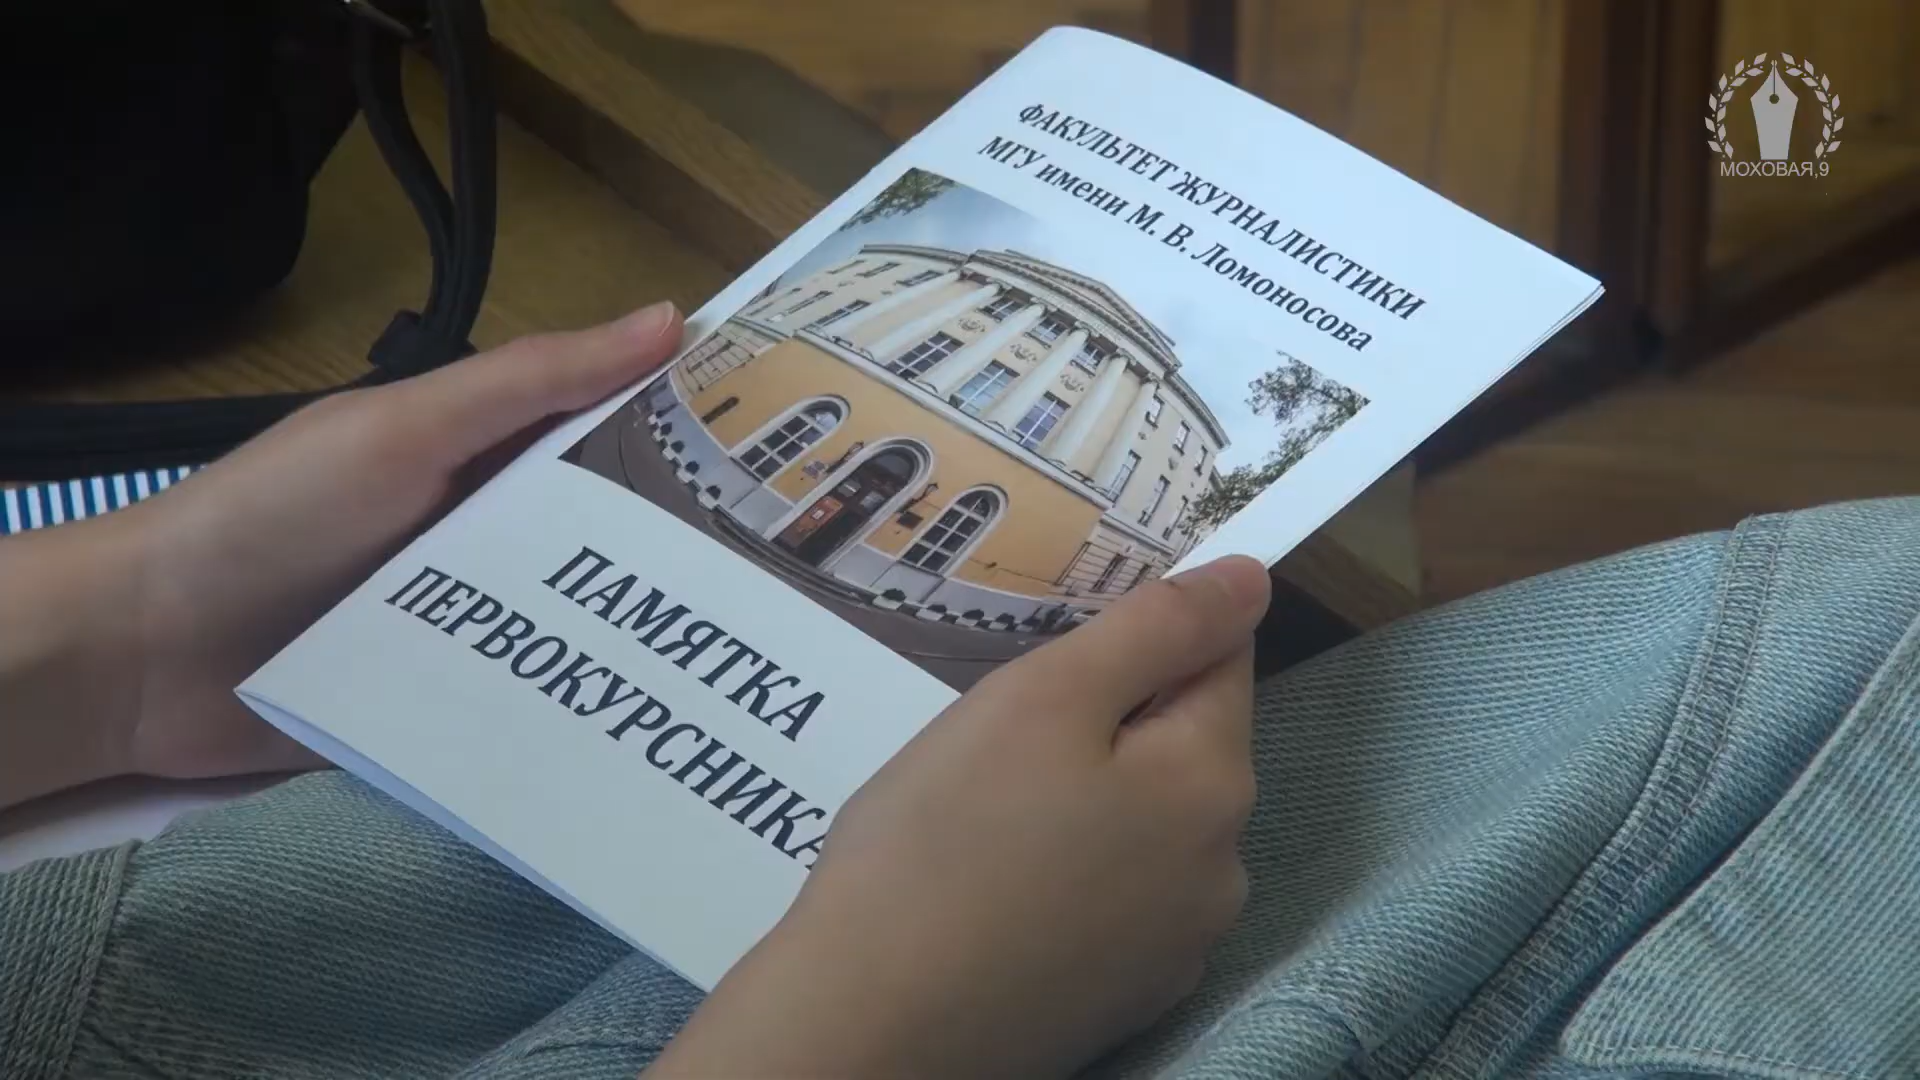 ФАКУЛЬТЕТ ЖУРНАЛИСТИКИ
МГУ имени М. В. Ломоносова
ПАМЯТКА
ПЕРВОКУРСНИКА
МОХОВАЯ,9